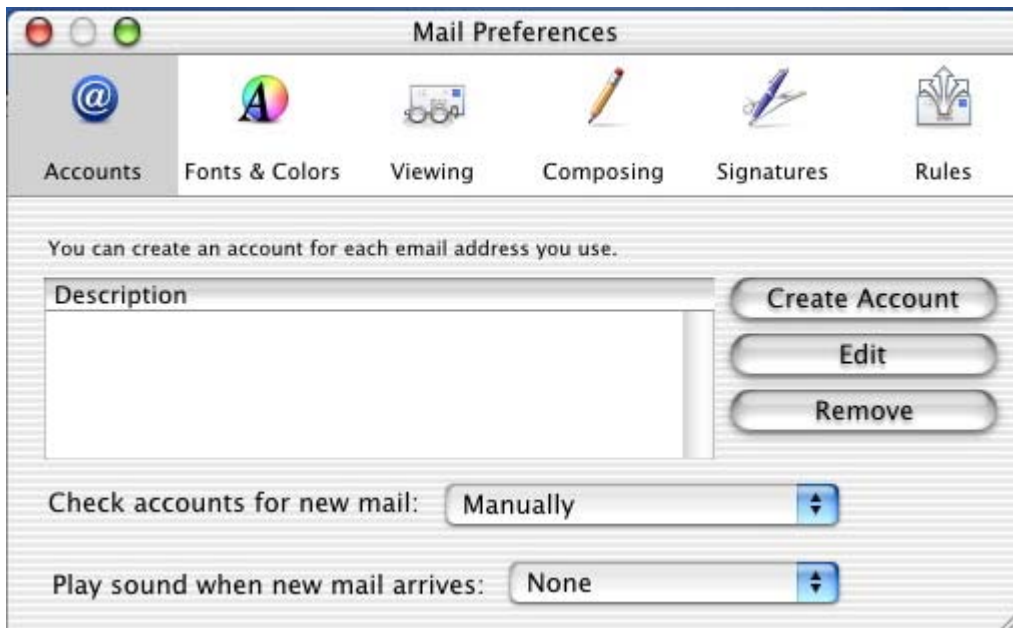 Mail Preferences
@
A
Accounts Fonts & Colors Viewing Composing Signatures Rules
You can create an account for each email address you use.
Description
Create Account
Edit
Remove
Check accounts for new mail: Manually
Play sound when new mail arrives: None